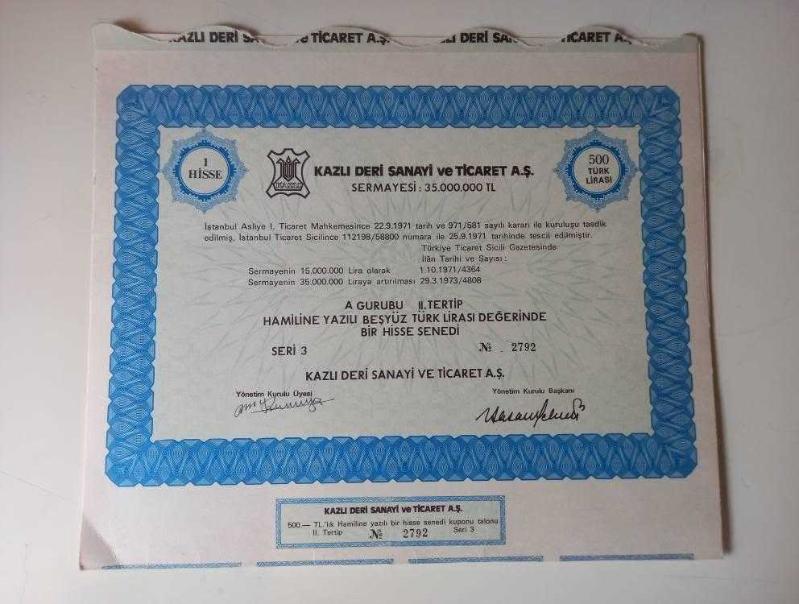 KAZLI DERİ ve TİCARET A.Ş. DERİ SA TİCARET A.Ş.
1
HİSSE
KAZLI DERİ SANAYİ ve TİCARET A.Ş.
SERMAYESİ : 35.000.000 TL
500
TÜRK
LİRASI
İstanbul Asliye I. Ticaret Mahkemesince 22.9.1971 tarih ve 971/581 sayılı kararı ile kuruluşu tasdik
edilmiş, İstanbul Ticaret Sicilince 112198/58800 numara ile 25.9.1971 tarihinde tescil edilmiştir.
Türkiye Ticaret Sicili Gazetesinde
İlân Tarihi ve Sayısı :
Sermayenin 15.000.000 Lira olarak 1.10.1971/4364
Sermayenin 35.000.000 Liraya artırılması 29.3.1973/4808
A GURUBU II. TERTİP
HAMİLİNE YAZILI BEŞYÜZ TÜRK LİRASI DEĞERİNDE
BİR HİSSE SENEDİ
SERİ 3 № 2792
KAZLI DERİ SANAYİ VE TİCARET A.Ş.
Yönetim Kurulu Üyesi Yönetim Kurulu Başkanı
KAZLI DERİ SANAYİ ve TİCARET A.Ş.
500 — TL.'lık Hamiline yazılı bir hisse senedi kuponu talonu
II. Tertip № 2792 Seri 3